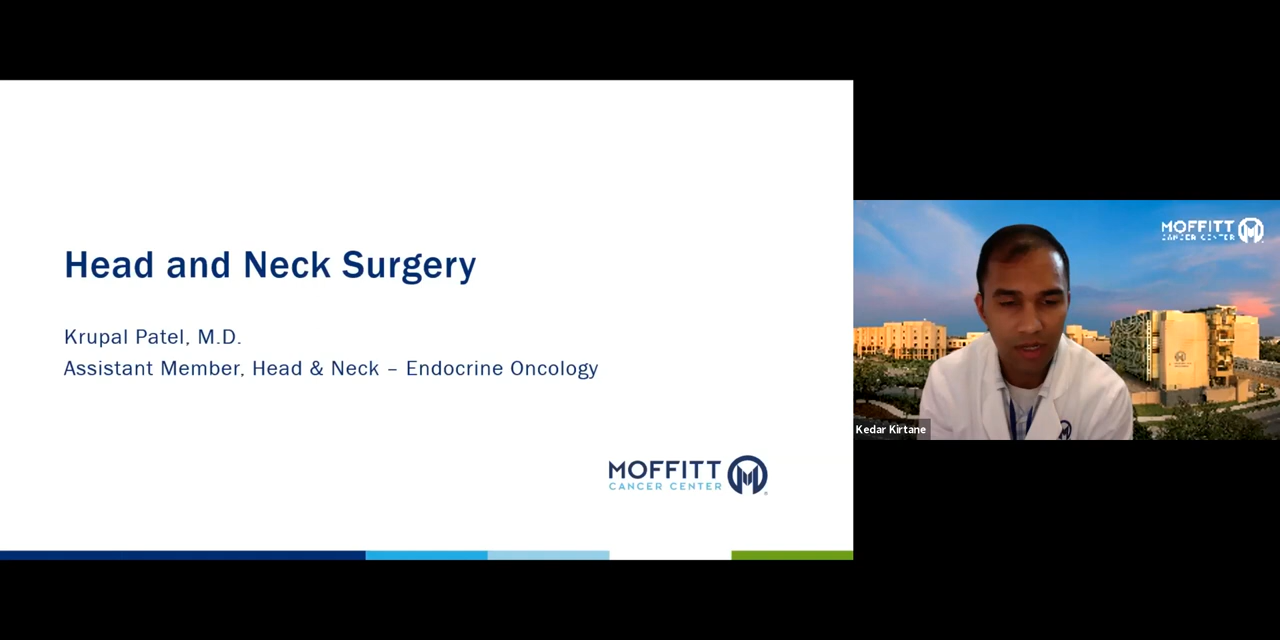 Head and Neck Surgery
Krupal Patel, M.D.
Assistant Member, Head & Neck – Endocrine Oncology
MOFFITT
CANCER CENTER
MOFFITT
CANCER CENTER
Kedar Kirtane